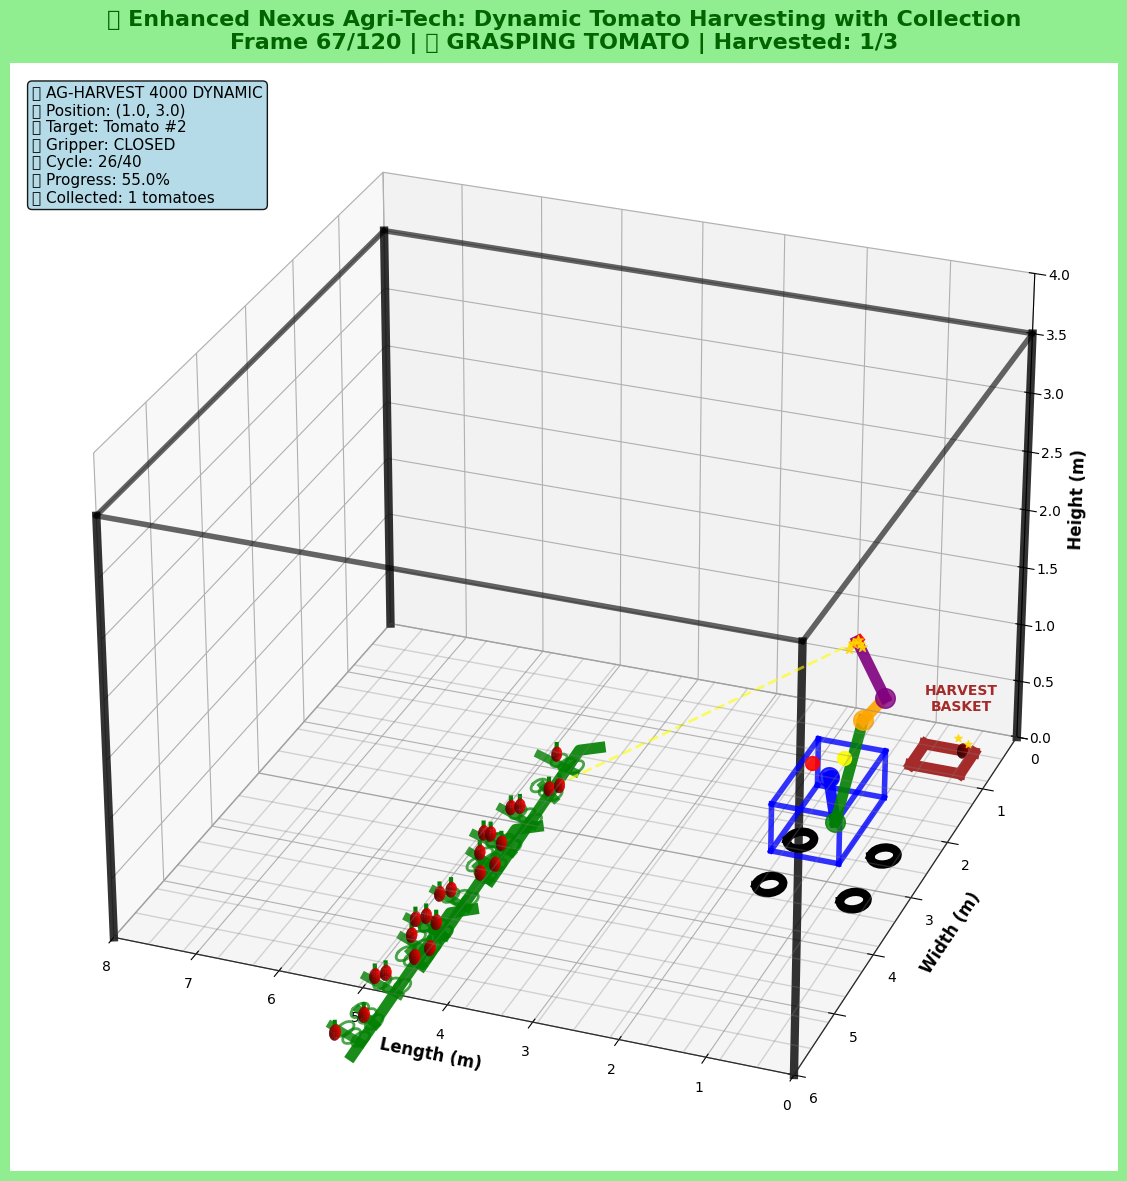 ▯ Enhanced Nexus Agri-Tech: Dynamic Tomato Harvesting with Collection
Frame 67/120 | ▯ GRASPING TOMATO | Harvested: 1/3
▯ AG-HARVEST 4000 DYNAMIC
▯ Position: (1.0, 3.0)
▯ Target: Tomato #2
▯ Gripper: CLOSED
▯ Cycle: 26/40
▯ Progress: 55.0%
▯ Collected: 1 tomatoes
4.0
3.5
3.0
2.5
2.0
1.5
1.0
0.5
0.0
Height (m)
HARVEST
BASKET
0
1
2
3
4
5
6
Width (m)
8
7
6
5
4
3
2
1
0
Length (m)